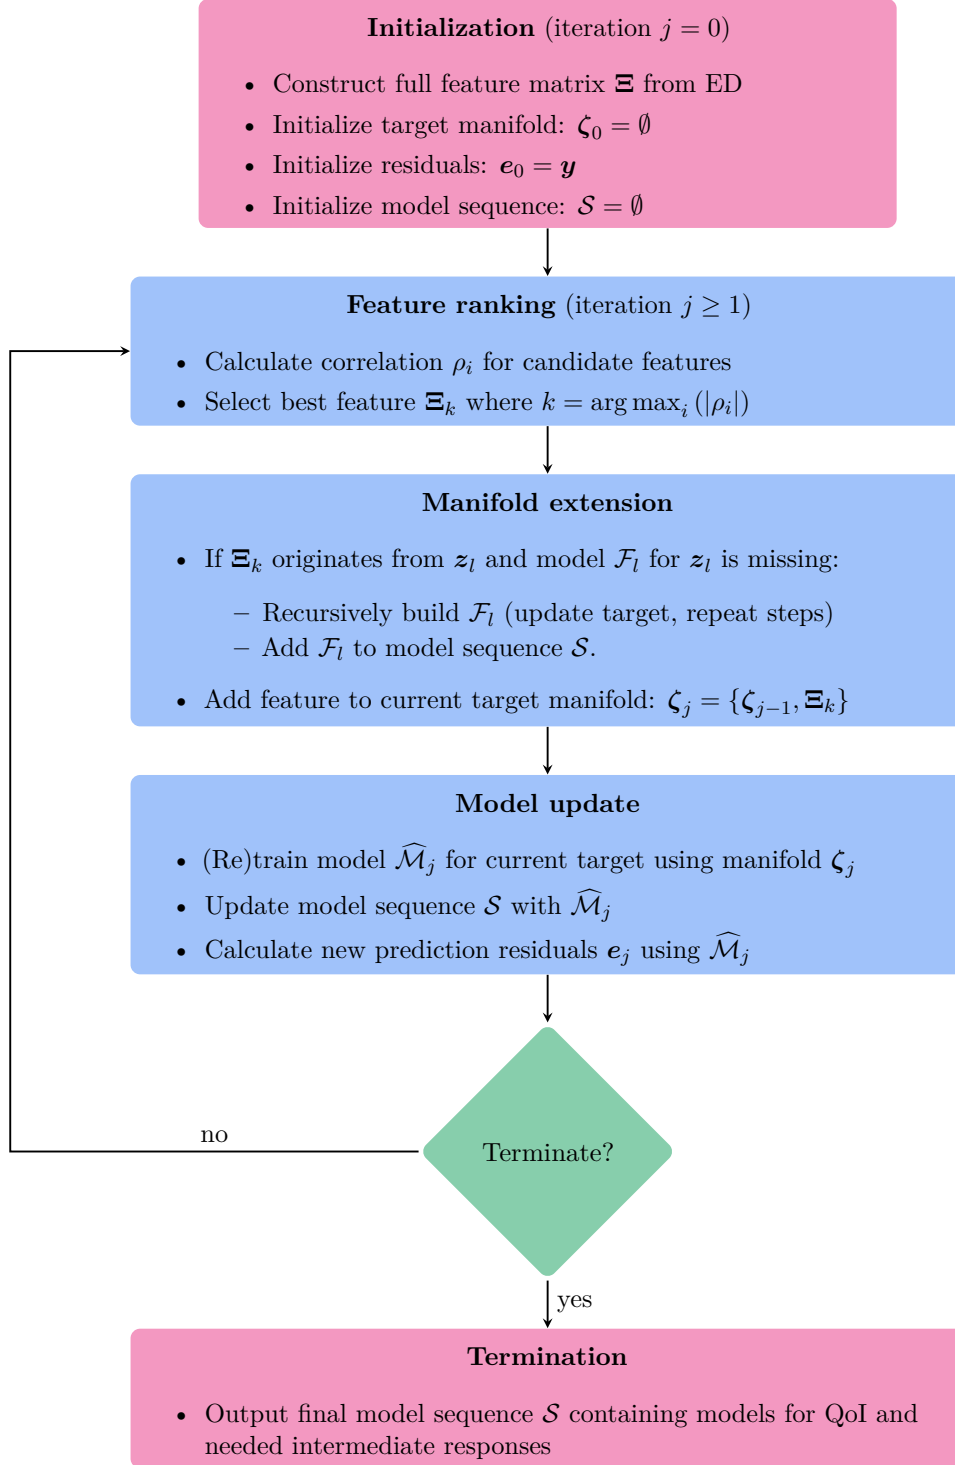 Initialization (iteration j = 0)
• Construct full feature matrix Ξ from ED
• Initialize target manifold: ζ₀ = ∅
• Initialize residuals: e₀ = y
• Initialize model sequence: 𝒮 = ∅
Feature ranking (iteration j ≥ 1)
• Calculate correlation ρᵢ for candidate features
• Select best feature Ξₖ where k = arg maxᵢ (|ρᵢ|)
Manifold extension
• If Ξₖ originates from zₗ and model ℱₗ for zₗ is missing:
– Recursively build ℱₗ (update target, repeat steps)
– Add ℱₗ to model sequence 𝒮.
• Add feature to current target manifold: ζⱼ = {ζⱼ₋₁, Ξₖ}
Model update
• (Re)train model ℳ̂ⱼ for current target using manifold ζⱼ
• Update model sequence 𝒮 with ℳ̂ⱼ
• Calculate new prediction residuals eⱼ using ℳ̂ⱼ
no
Terminate?
yes
Termination
• Output final model sequence 𝒮 containing models for QoI and
needed intermediate responses